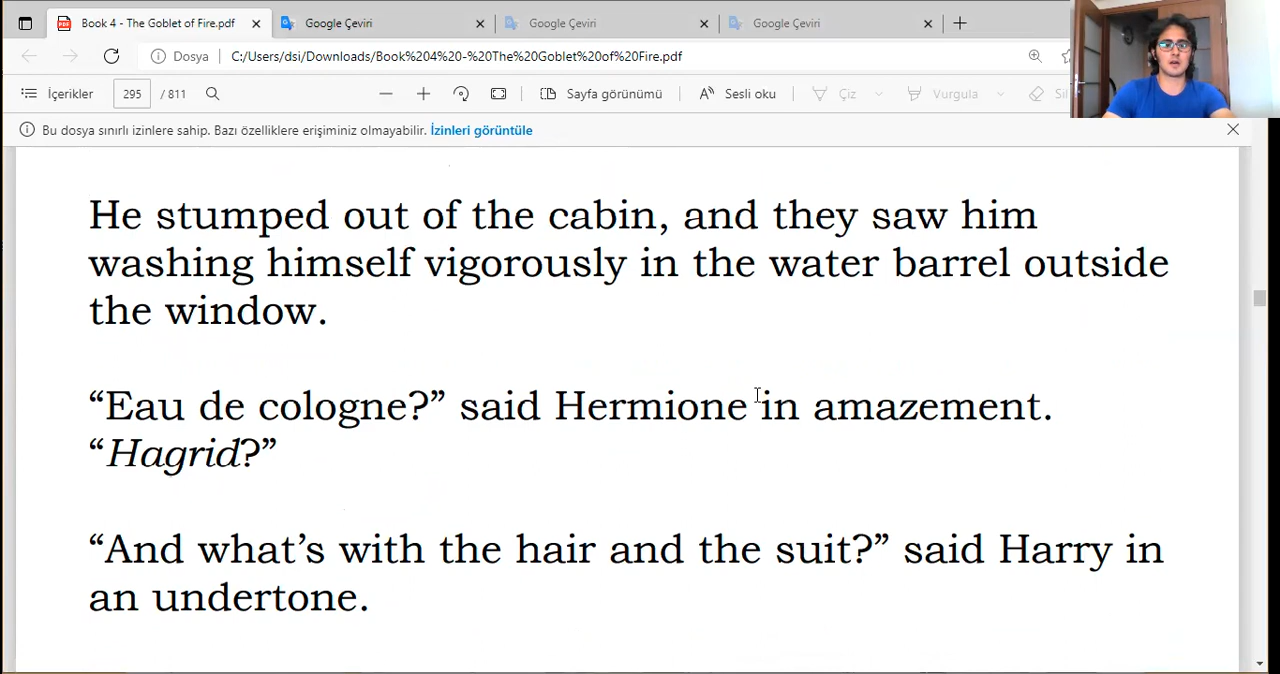 Book 4 - The Goblet of Fire.pdf
Google Çeviri
Google Çeviri
Google Çeviri
Dosya
C:/Users/dsi/Downloads/Book%204%20-%20The%20Goblet%20of%20Fire.pdf
İçerikler
295 / 811
Sayfa görünümü
Sesli oku
Çiz
Vurgula
Bu dosya sınırlı izinlere sahip. Bazı özelliklere erişiminiz olmayabilir. İzinleri görüntüle
He stumped out of the cabin, and they saw him
washing himself vigorously in the water barrel outside
the window.
“Eau de cologne?” said Hermione in amazement.
“Hagrid?”
“And what’s with the hair and the suit?” said Harry in
an undertone.